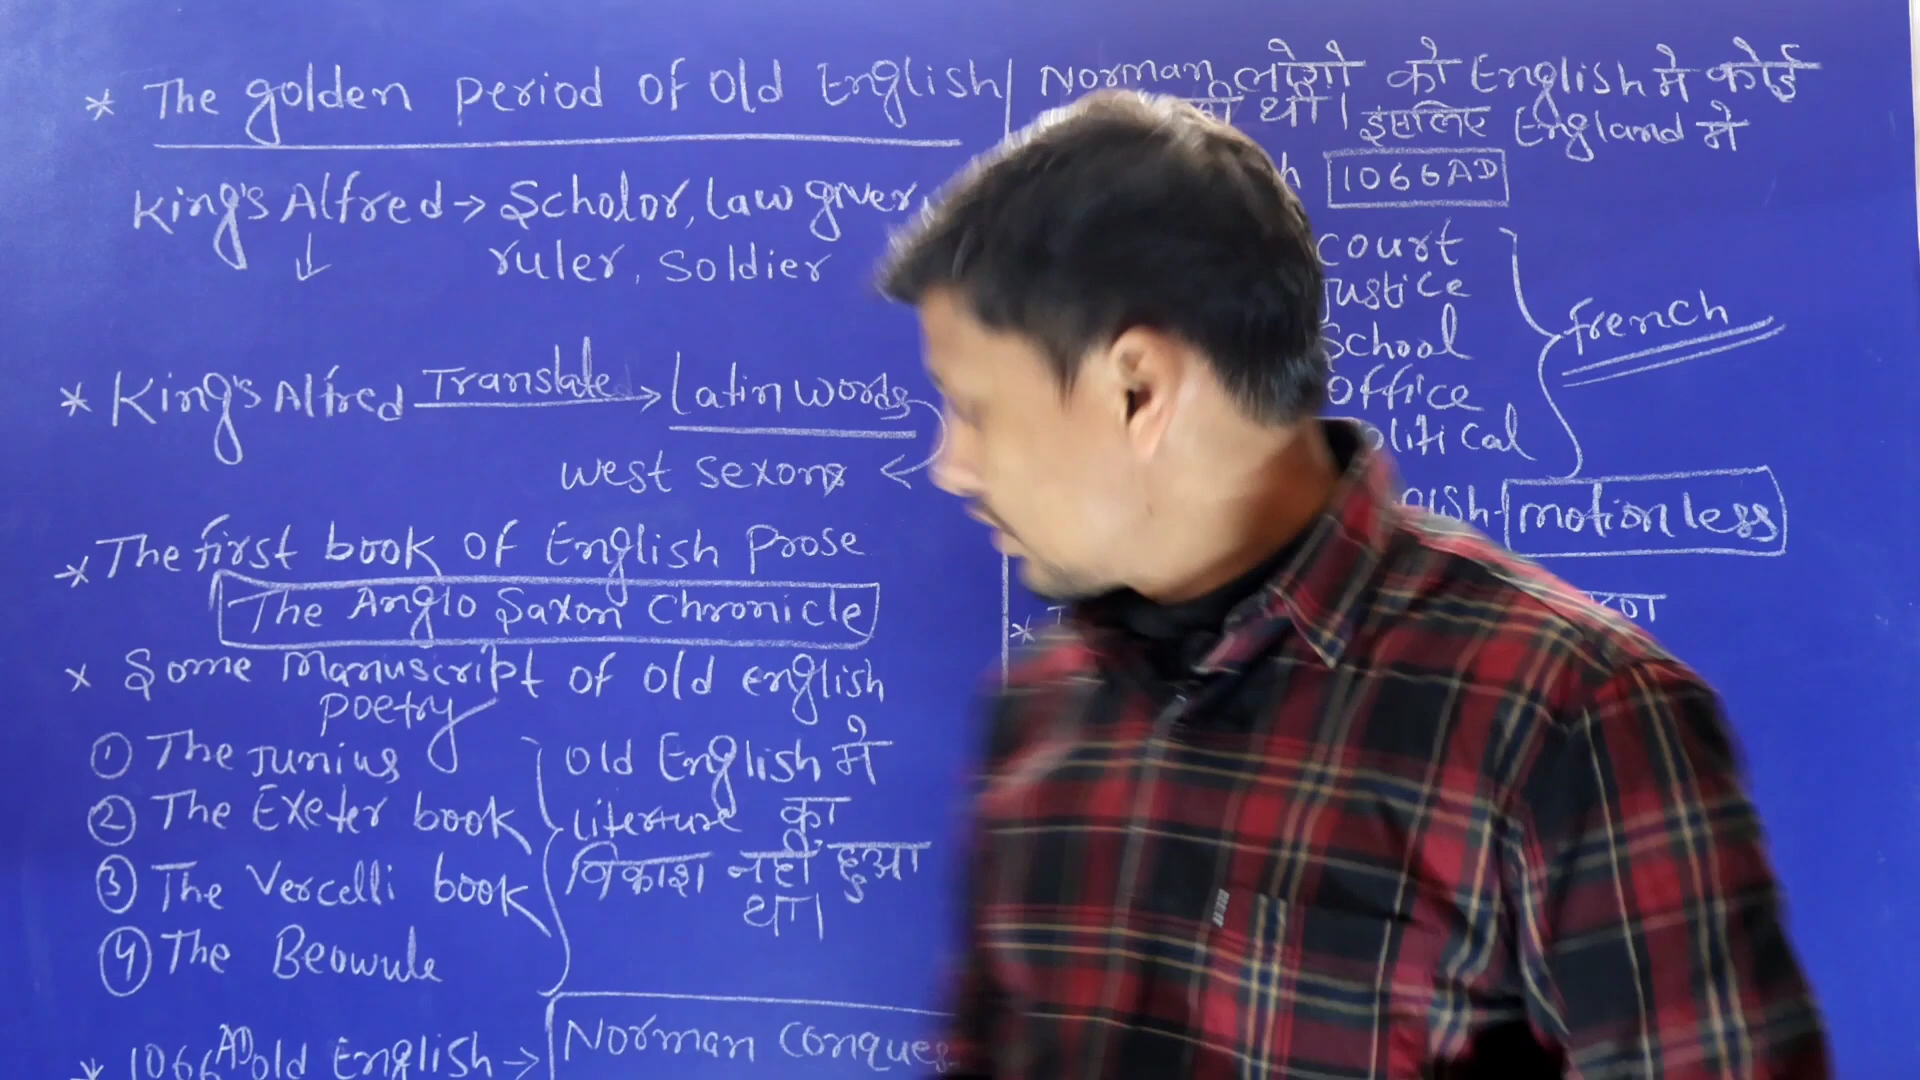 * The golden period of old English
King's Alfred → Scholor, law giver,
↓ ruler, Soldier
* King's Alfred Translate → Latin words
west sexons ←
* The first book of English Prose
The Anglo Saxon Chronicle
× Some manuscript of old english
poetry
① The Junius
② The Exeter book
③ The Vercelli book
④ The Beowule
old English मे
literture का
विकाश नही हुआ
था।
* 1066 AD old English → Norman Conques
Norman लोगो को English मे कोई
थी। इसलिए England मे
1066AD
court
Justice
School
office
olitical
french
motionless
*